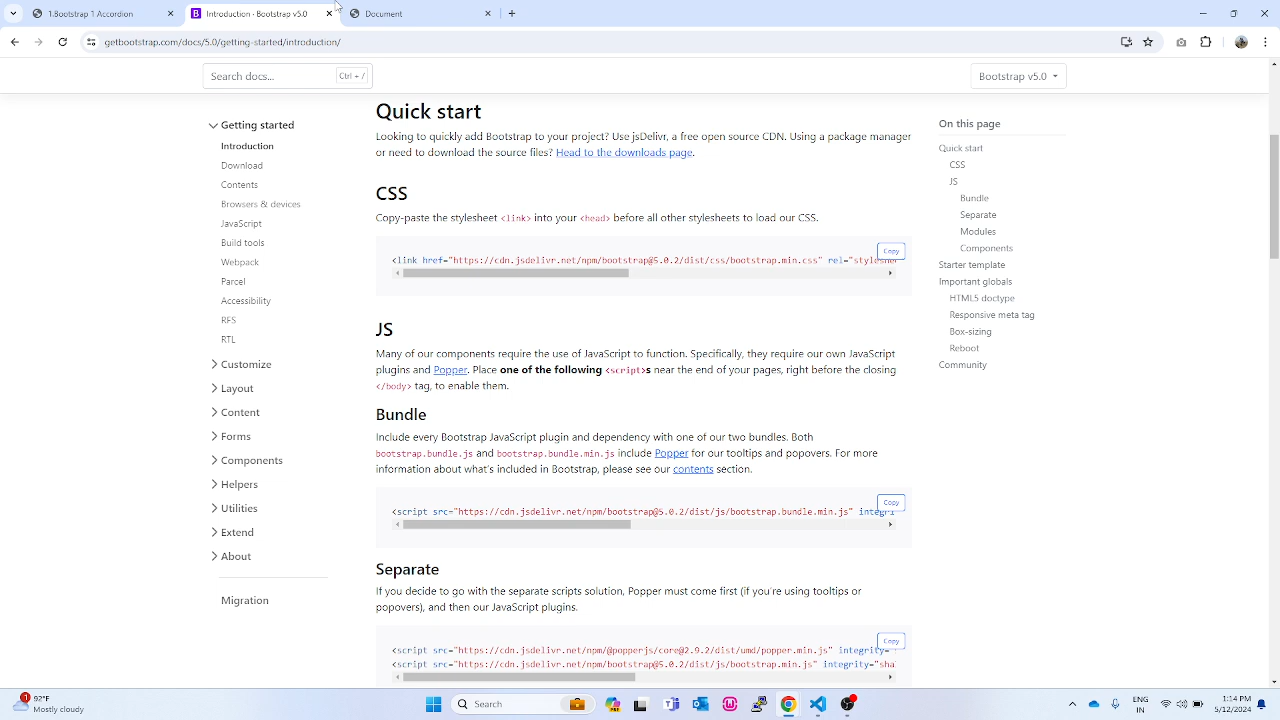 1.Bootstrap 1 Accordion
Introduction · Bootstrap v5.0
Document
getbootstrap.com/docs/5.0/getting-started/introduction/
Search docs...
Ctrl + /
Bootstrap v5.0
Getting started
Introduction
Download
Contents
Browsers & devices
JavaScript
Build tools
Webpack
Parcel
Accessibility
RFS
RTL
Customize
Layout
Content
Forms
Components
Helpers
Utilities
Extend
About
Migration
Quick start
Looking to quickly add Bootstrap to your project? Use jsDelivr, a free open source CDN. Using a package manager
or need to download the source files? Head to the downloads page.
CSS
Copy-paste the stylesheet <link> into your <head> before all other stylesheets to load our CSS.
Copy
<link href="https://cdn.jsdelivr.net/npm/bootstrap@5.0.2/dist/css/bootstrap.min.css" rel="styleshe
JS
Many of our components require the use of JavaScript to function. Specifically, they require our own JavaScript
plugins and Popper. Place one of the following <script>s near the end of your pages, right before the closing
</body> tag, to enable them.
Bundle
Include every Bootstrap JavaScript plugin and dependency with one of our two bundles. Both
bootstrap.bundle.js and bootstrap.bundle.min.js include Popper for our tooltips and popovers. For more
information about what's included in Bootstrap, please see our contents section.
Copy
<script src="https://cdn.jsdelivr.net/npm/bootstrap@5.0.2/dist/js/bootstrap.bundle.min.js" integri
Separate
If you decide to go with the separate scripts solution, Popper must come first (if you're using tooltips or
popovers), and then our JavaScript plugins.
Copy
<script src="https://cdn.jsdelivr.net/npm/@popperjs/core@2.9.2/dist/umd/popper.min.js" integrity=
<script src="https://cdn.jsdelivr.net/npm/bootstrap@5.0.2/dist/js/bootstrap.min.js" integrity="sha
On this page
Quick start
CSS
JS
Bundle
Separate
Modules
Components
Starter template
Important globals
HTML5 doctype
Responsive meta tag
Box-sizing
Reboot
Community
1
92°F
Mostly cloudy
Search
ENG
IN
1:14 PM
5/12/2024